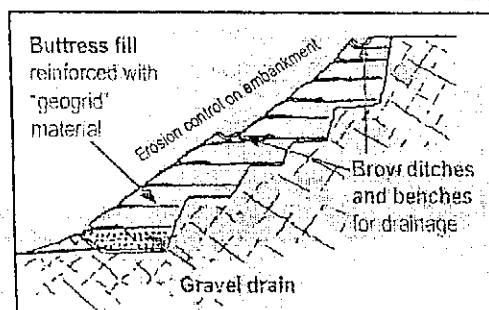 Buttress fill
reinforced with
"geogrid"
material
Erosion control on embankment
Brow ditches
and benches
for drainage
Gravel drain